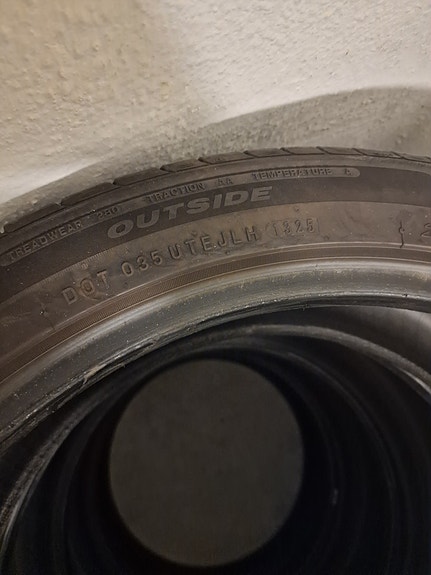 TREADWEAR 280 TRACTION AA TEMPERATURE A
OUTSIDE
DOT 035 UTEJLH 1325